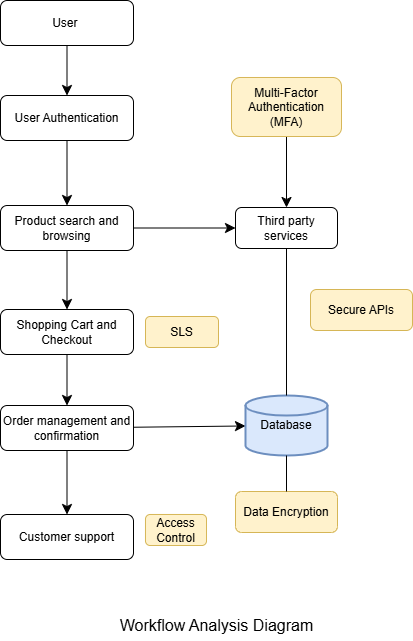 User
User Authentication
Multi-Factor
Authentication
(MFA)
Product search and
browsing
Third party
services
Secure APIs
Shopping Cart and
Checkout
SLS
Order management and
confirmation
Database
Data Encryption
Customer support
Access
Control
Workflow Analysis Diagram